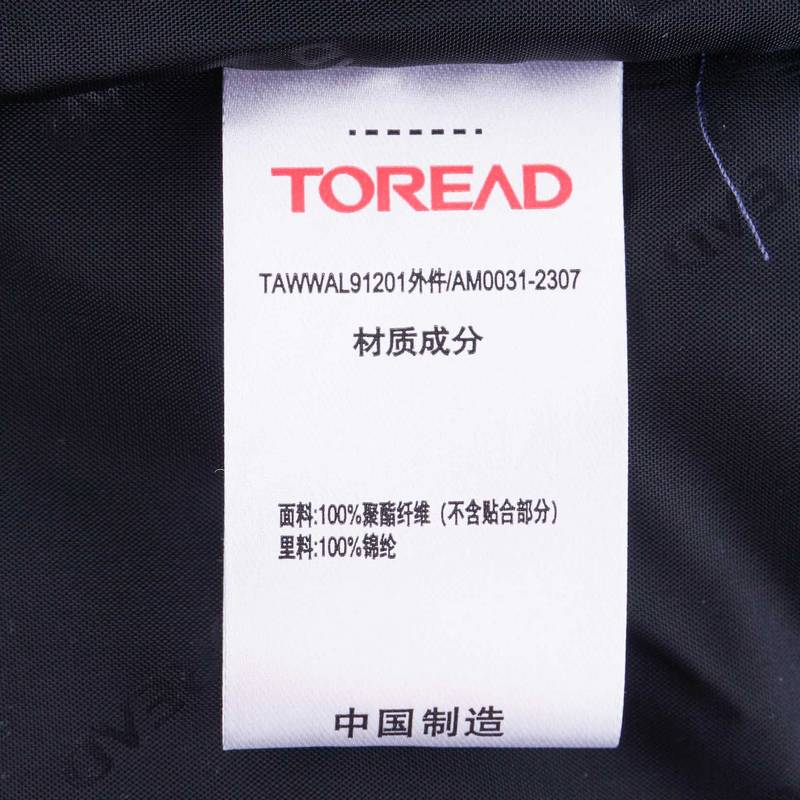 TOREAD
TAWWAL91201外件/AM0031-2307
材质成分
面料:100%聚酯纤维（不含贴合部分）
里料:100%锦纶
中国制造